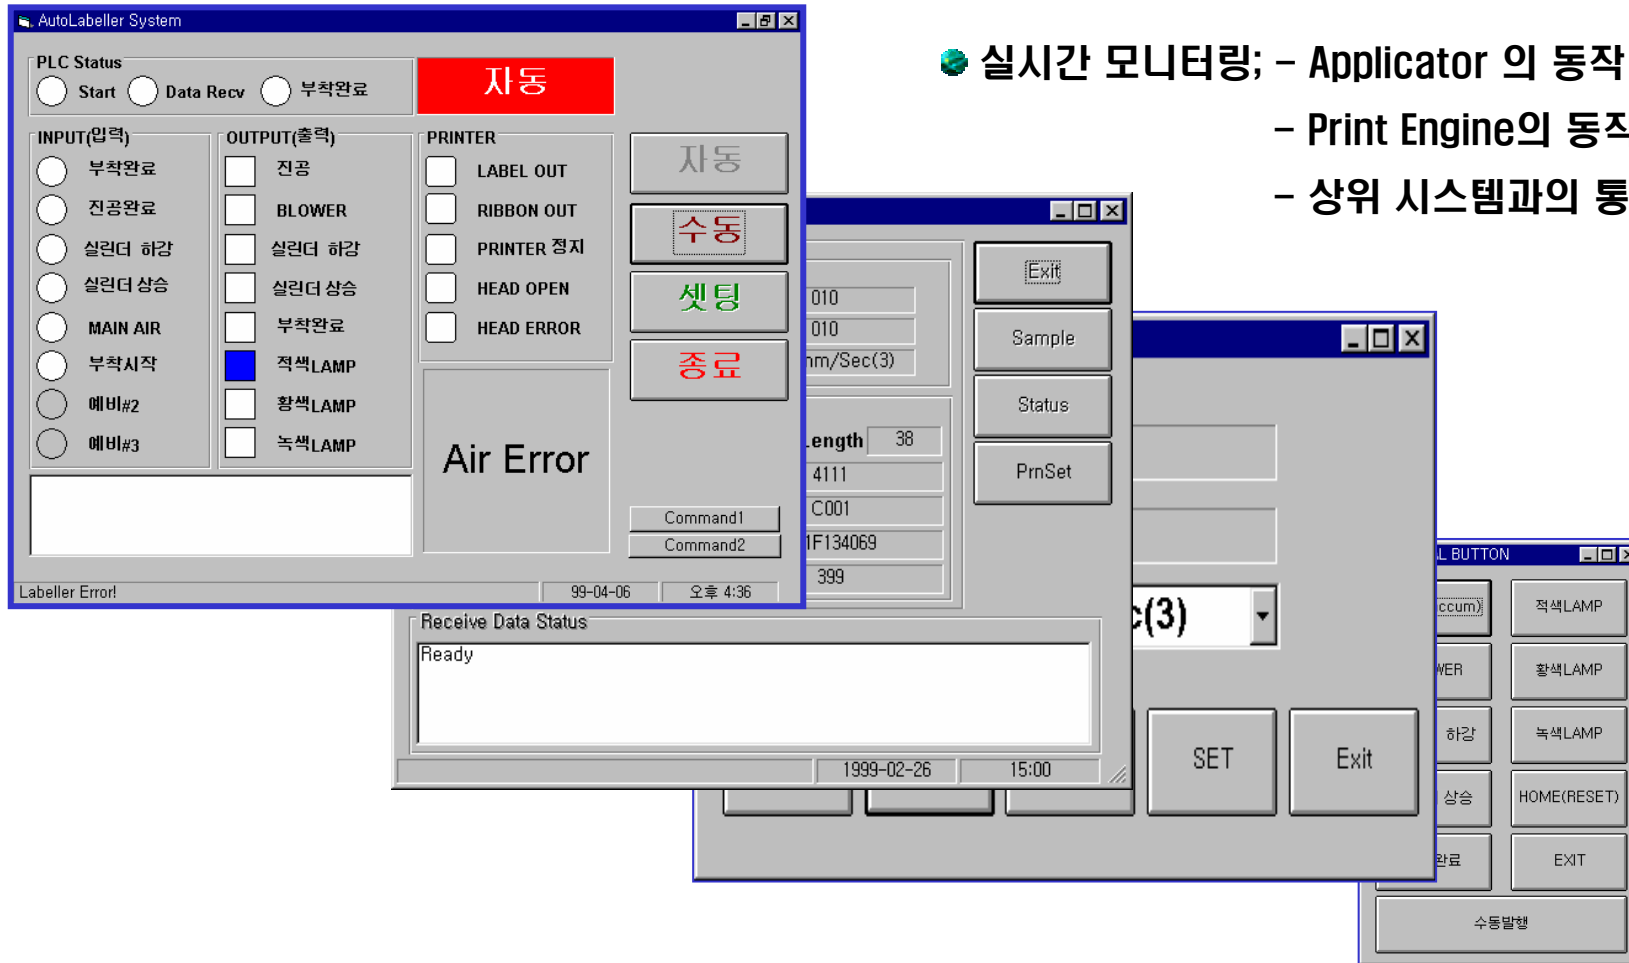 AutoLabeller System
실시간 모니터링; - Applicator 의 동작
- Print Engine의 동작
- 상위 시스템과의 통
PLC Status
Start Data Recv 부착완료
자동
INPUT(입력)
부착완료
진공완료
실린더 하강
실린더 상승
MAIN AIR
부착시작
예비#2
예비#3
OUTPUT(출력)
진공
BLOWER
실린더 하강
실린더 상승
부착완료
적색LAMP
황색LAMP
녹색LAMP
PRINTER
LABEL OUT
RIBBON OUT
PRINTER 정지
HEAD OPEN
HEAD ERROR
Air Error
자동
수동
셋팅
종료
Command1
Command2
Labeller Error! 99-04-06 오후 4:36
010
010
mm/Sec(3)
Length 38
4111
C001
1F134069
399
Exit
Sample
Status
PrnSet
Receive Data Status
Ready
1999-02-26 15:00
c(3)
SET Exit
L BUTTON
ccum) 적색LAMP
WER 황색LAMP
하강 녹색LAMP
상승 HOME(RESET)
완료 EXIT
수동발행